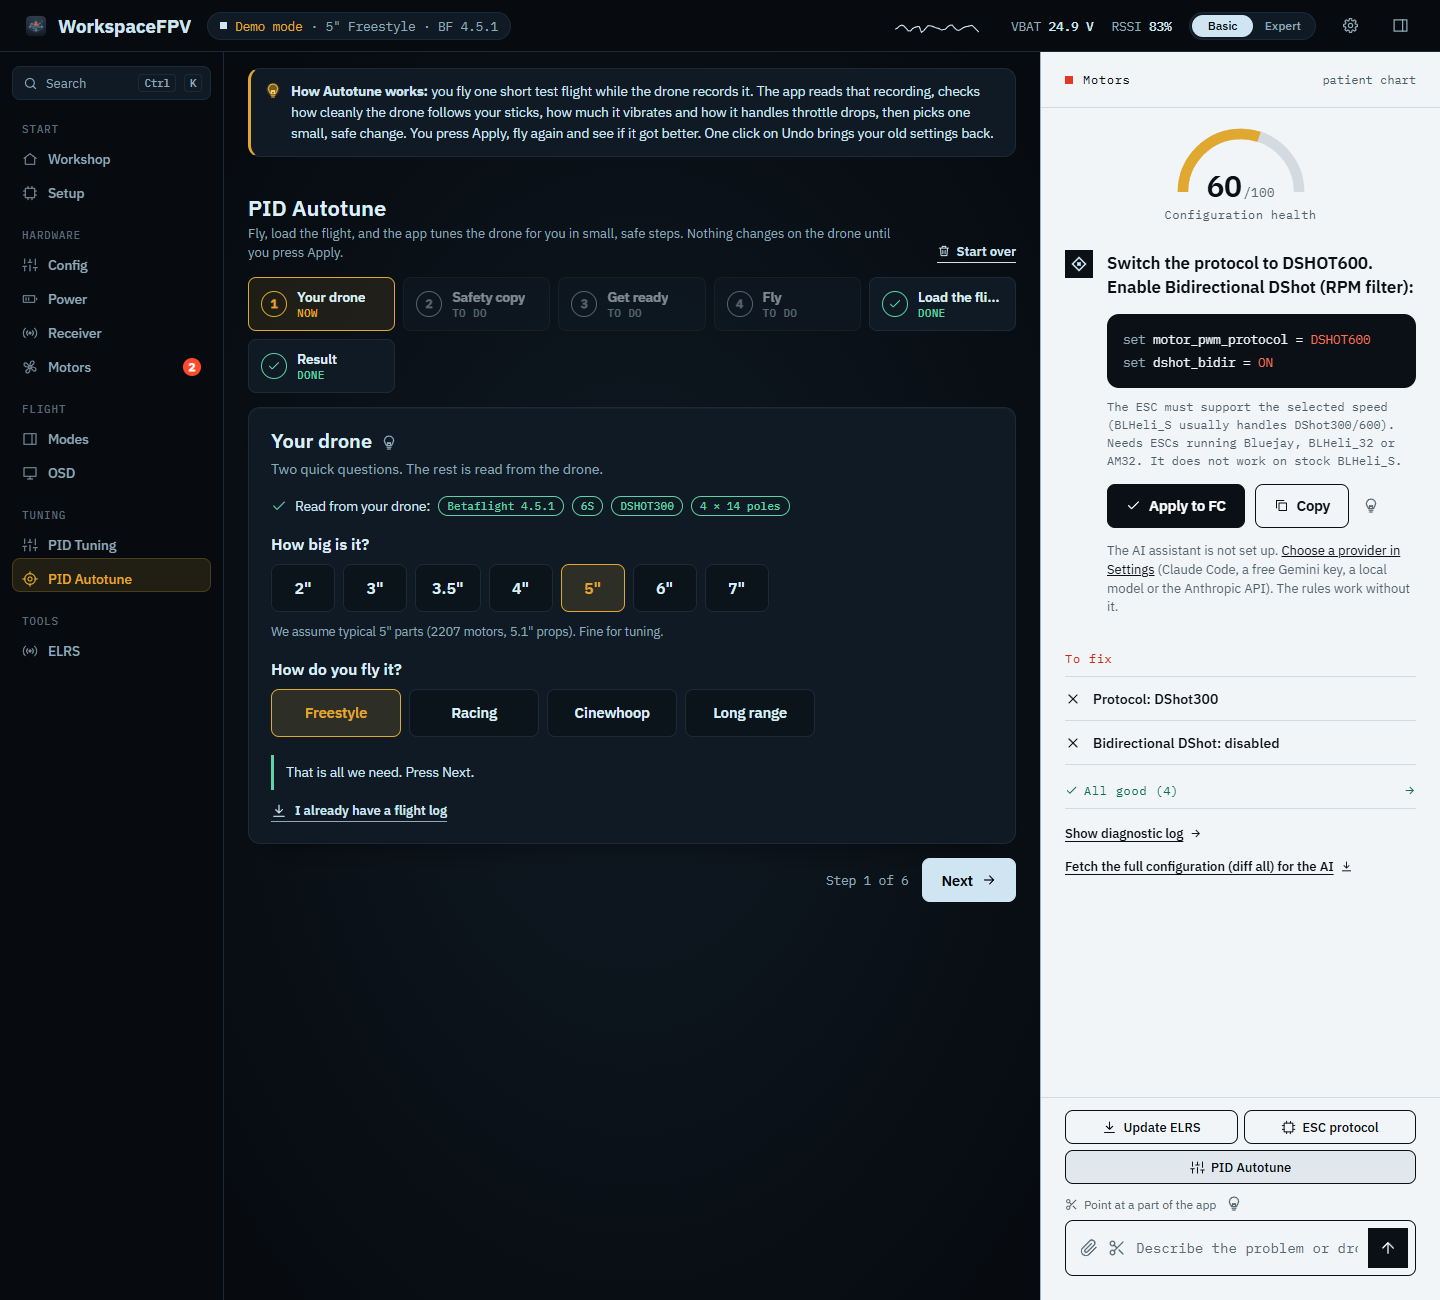 WorkspaceFPV
Demo mode · 5" Freestyle · BF 4.5.1
VBAT 24.9 V
RSSI 83%
Basic
Expert
Search
Ctrl
K
START
Workshop
Setup
HARDWARE
Config
Power
Receiver
Motors
2
FLIGHT
Modes
OSD
TUNING
PID Tuning
PID Autotune
TOOLS
ELRS
How Autotune works: you fly one short test flight while the drone records it. The app reads that recording, checks
how cleanly the drone follows your sticks, how much it vibrates and how it handles throttle drops, then picks one
small, safe change. You press Apply, fly again and see if it got better. One click on Undo brings your old settings back.
PID Autotune
Fly, load the flight, and the app tunes the drone for you in small, safe steps. Nothing changes on the drone until
you press Apply.
Start over
1
Your drone
NOW
2
Safety copy
TO DO
3
Get ready
TO DO
4
Fly
TO DO
Load the fli...
DONE
Result
DONE
Your drone
Two quick questions. The rest is read from the drone.
Read from your drone:
Betaflight 4.5.1
6S
DSHOT300
4 × 14 poles
How big is it?
2"
3"
3.5"
4"
5"
6"
7"
We assume typical 5" parts (2207 motors, 5.1" props). Fine for tuning.
How do you fly it?
Freestyle
Racing
Cinewhoop
Long range
That is all we need. Press Next.
I already have a flight log
Step 1 of 6
Next
Motors
patient chart
60/100
Configuration health
Switch the protocol to DSHOT600.
Enable Bidirectional DShot (RPM filter):
set motor_pwm_protocol = DSHOT600
set dshot_bidir = ON
The ESC must support the selected speed
(BLHeli_S usually handles DShot300/600).
Needs ESCs running Bluejay, BLHeli_32 or
AM32. It does not work on stock BLHeli_S.
Apply to FC
Copy
The AI assistant is not set up. Choose a provider in
Settings (Claude Code, a free Gemini key, a local
model or the Anthropic API). The rules work without
it.
To fix
Protocol: DShot300
Bidirectional DShot: disabled
All good (4)
Show diagnostic log
Fetch the full configuration (diff all) for the AI
Update ELRS
ESC protocol
PID Autotune
Point at a part of the app
Describe the problem or dro